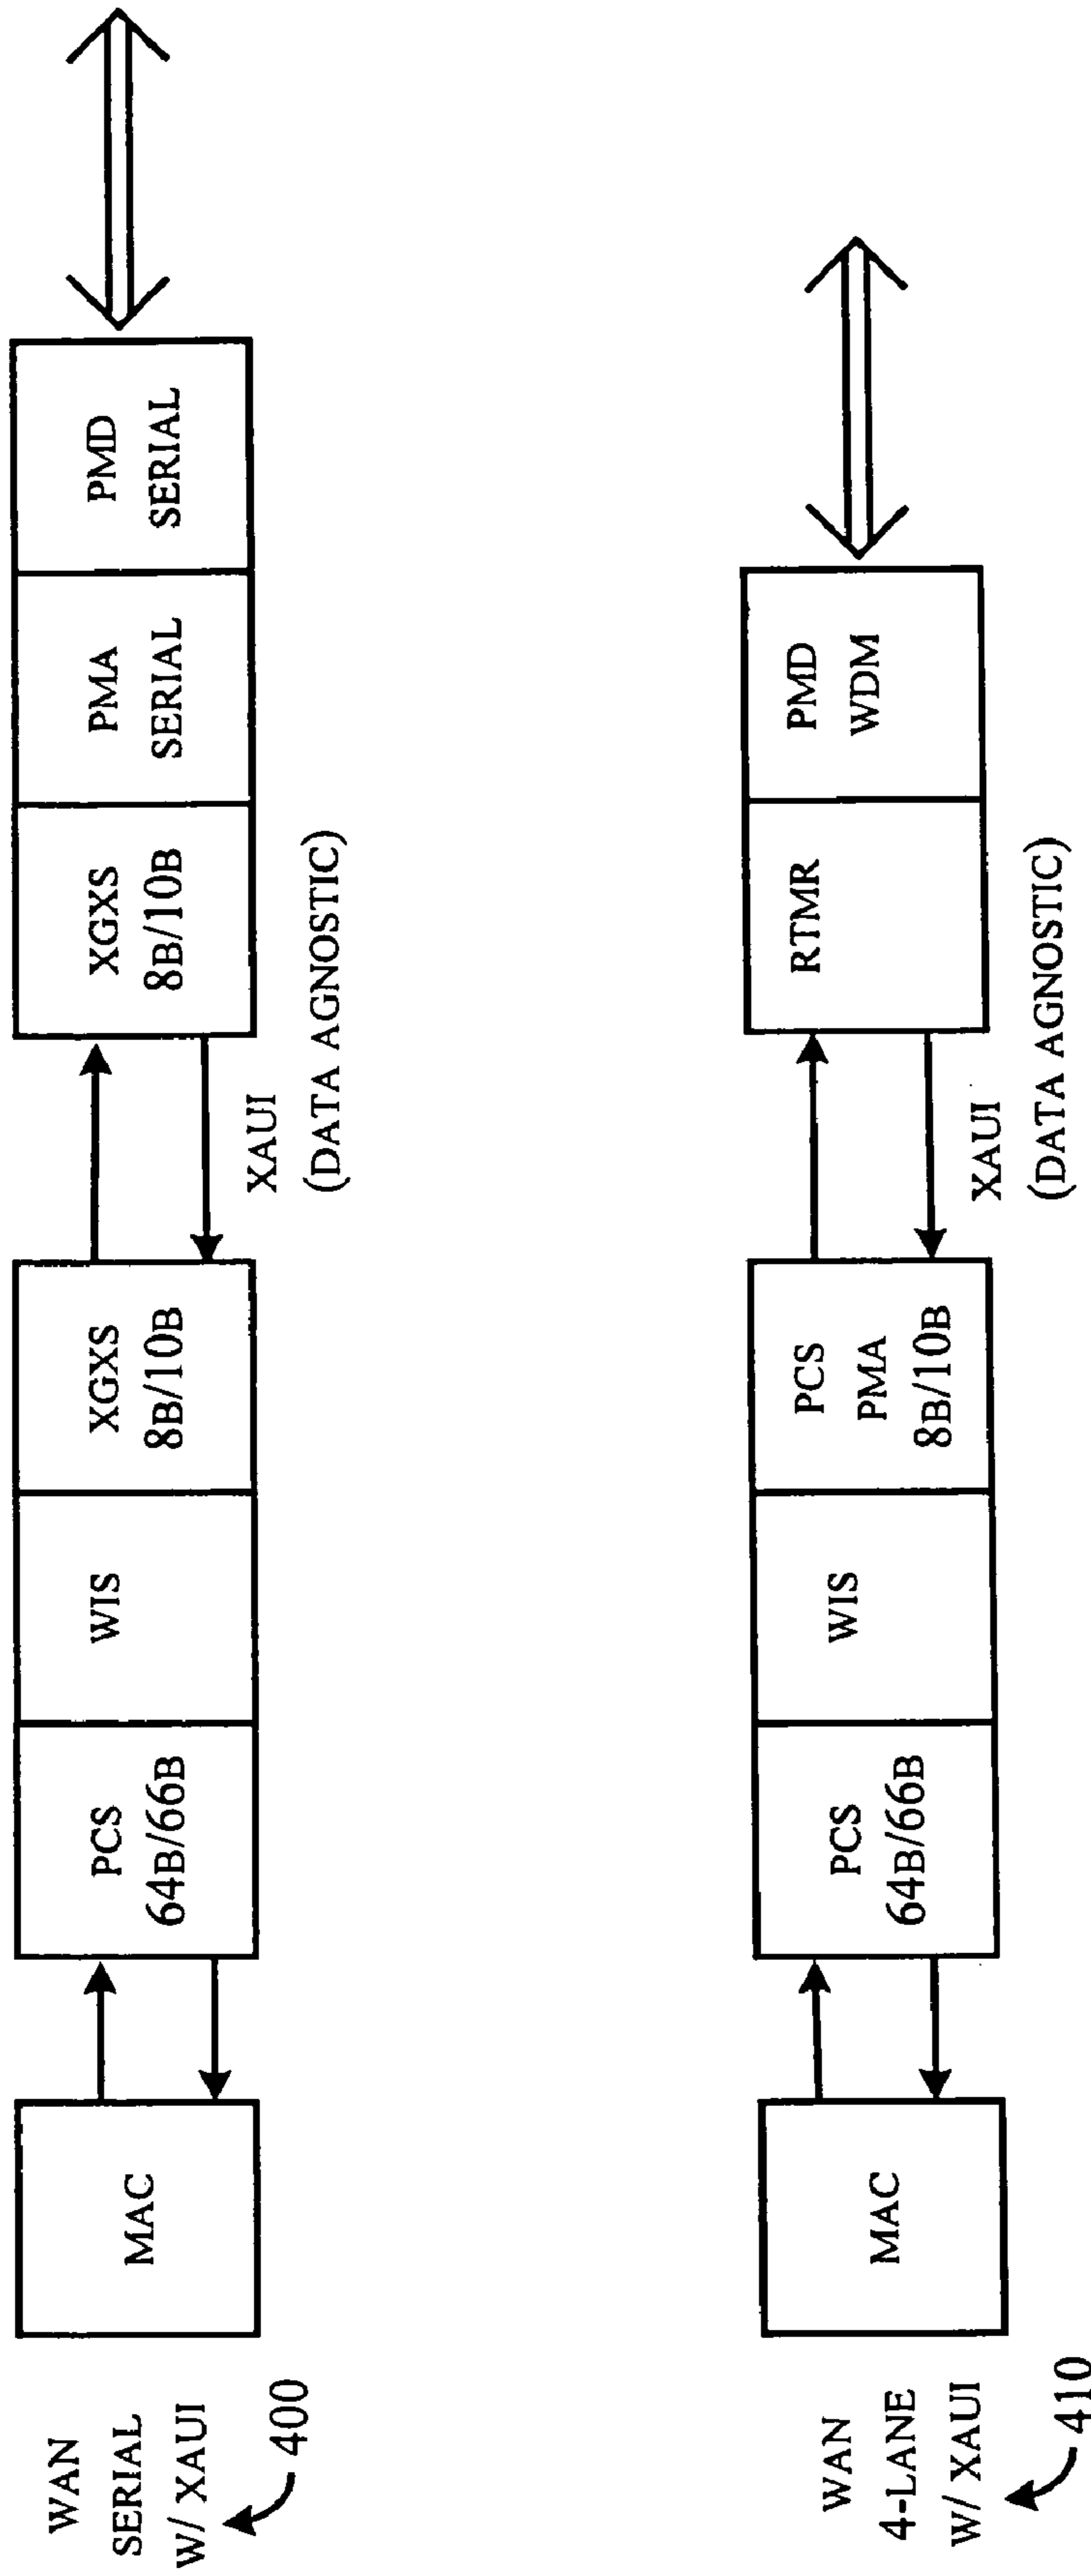 WAN
SERIAL
W/ XAUI
400
MAC
PCS
64B/66B
WIS
XGXS
8B/10B
XAUI
(DATA AGNOSTIC)
XGXS
8B/10B
PMA
SERIAL
PMD
SERIAL
WAN
4-LANE
W/ XAUI
410
MAC
PCS
64B/66B
WIS
PCS
PMA
8B/10B
XAUI
(DATA AGNOSTIC)
RTMR
PMD
WDM